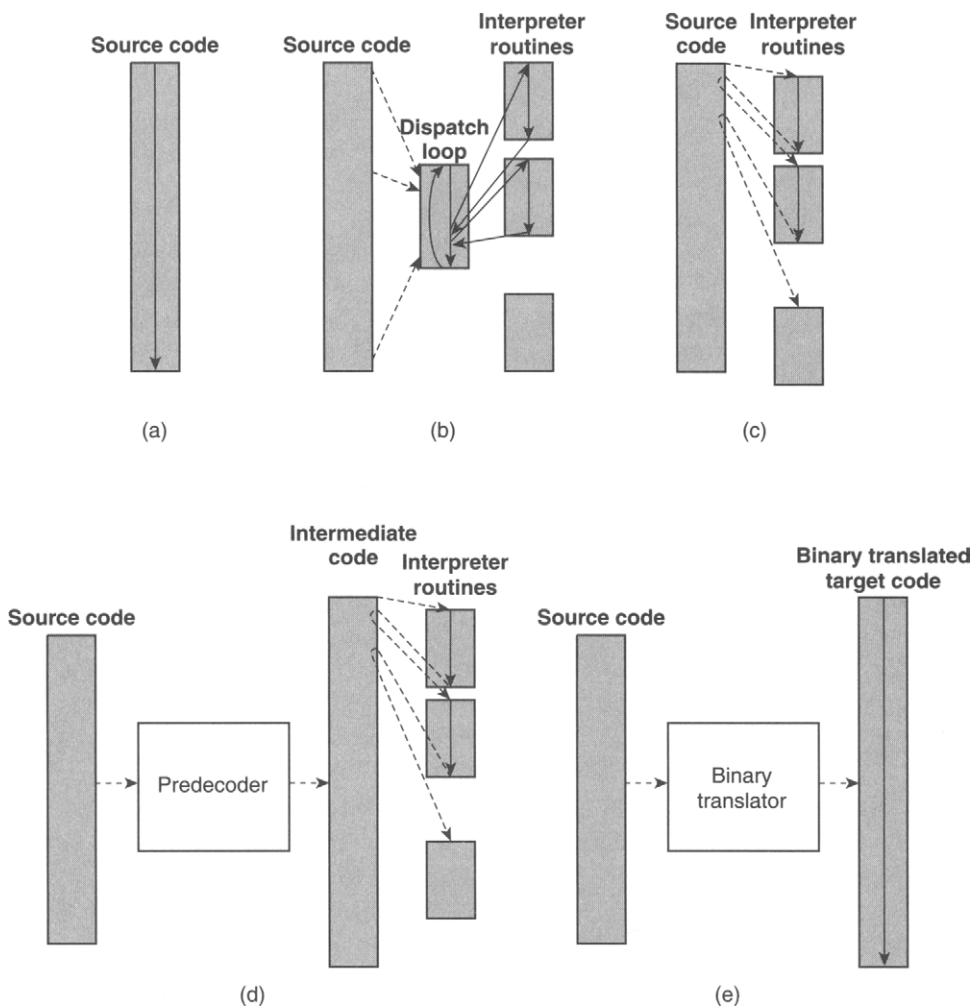 Source code
Source code
Dispatch
loop
Interpreter
routines
Source
code
Interpreter
routines
(a)
(b)
(c)
Source code
Predecoder
Intermediate
code
Interpreter
routines
Source code
Binary
translator
Binary translated
target code
(d)
(e)